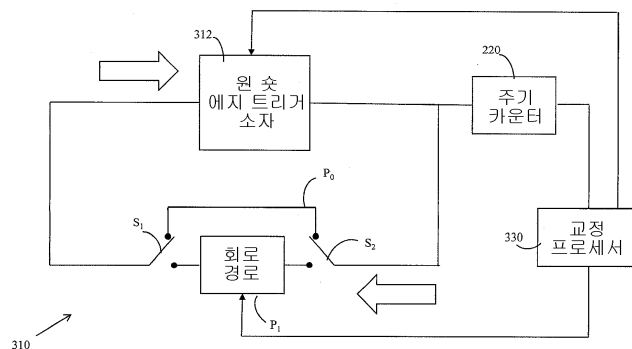 312
원 숏
에지 트리거
소자
220
주기
카운터
P0
S1
S2
회로
경로
330
교정
프로세서
P1
310